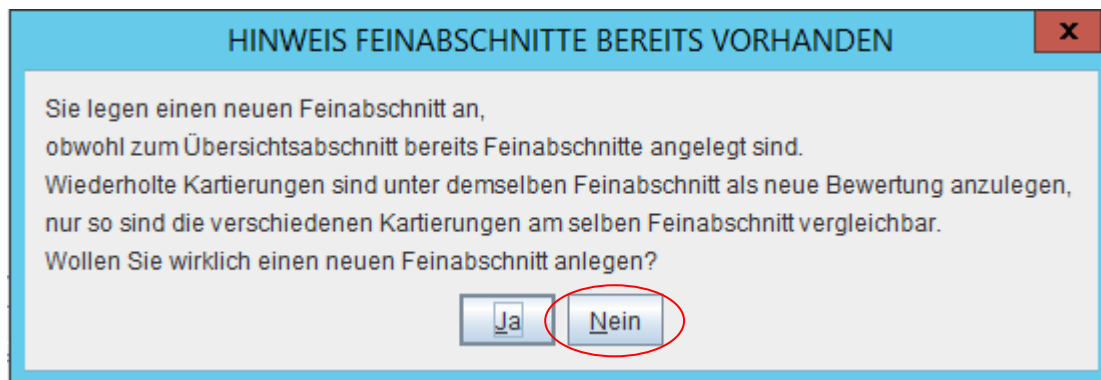 HINWEIS FEINABSCHNITTE BEREITS VORHANDEN
x
Sie legen einen neuen Feinabschnitt an,
obwohl zum Übersichtsabschnitt bereits Feinabschnitte angelegt sind.
Wiederholte Kartierungen sind unter demselben Feinabschnitt als neue Bewertung anzulegen,
nur so sind die verschiedenen Kartierungen am selben Feinabschnitt vergleichbar.
Wollen Sie wirklich einen neuen Feinabschnitt anlegen?
Ja Nein